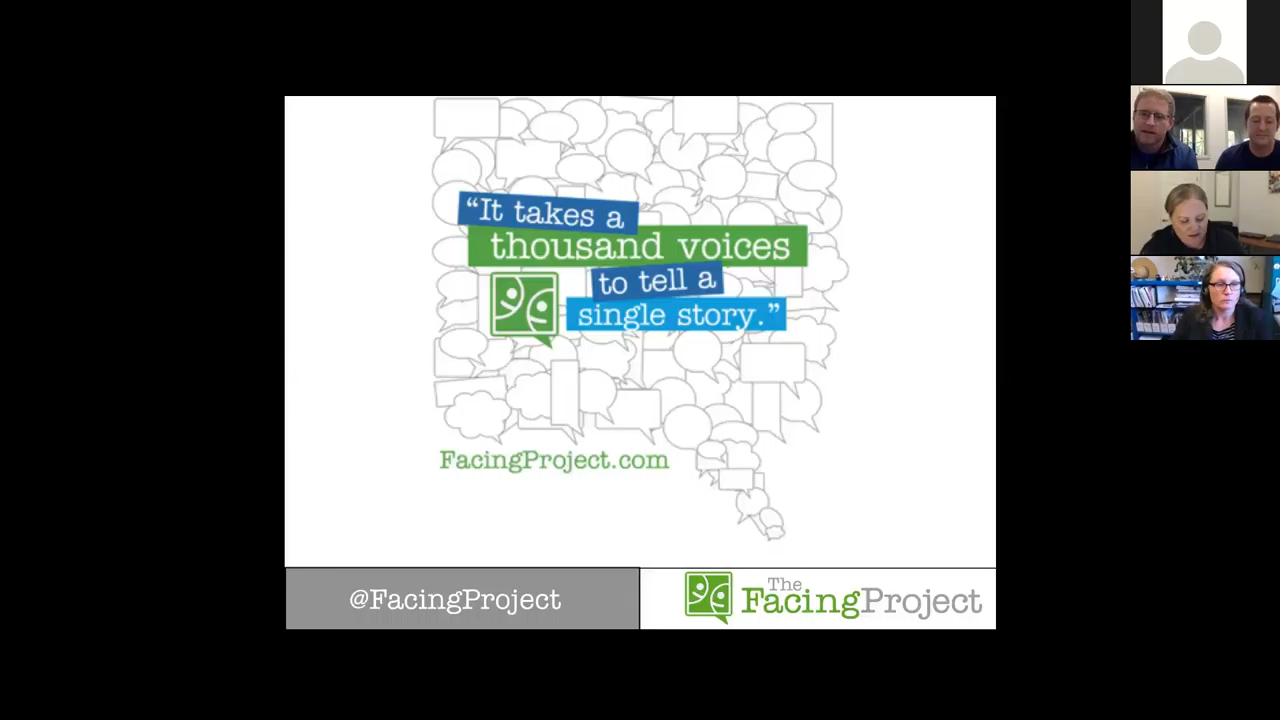 “It takes a
thousand voices
to tell a
single story.”
FacingProject.com
@FacingProject
The
FacingProject